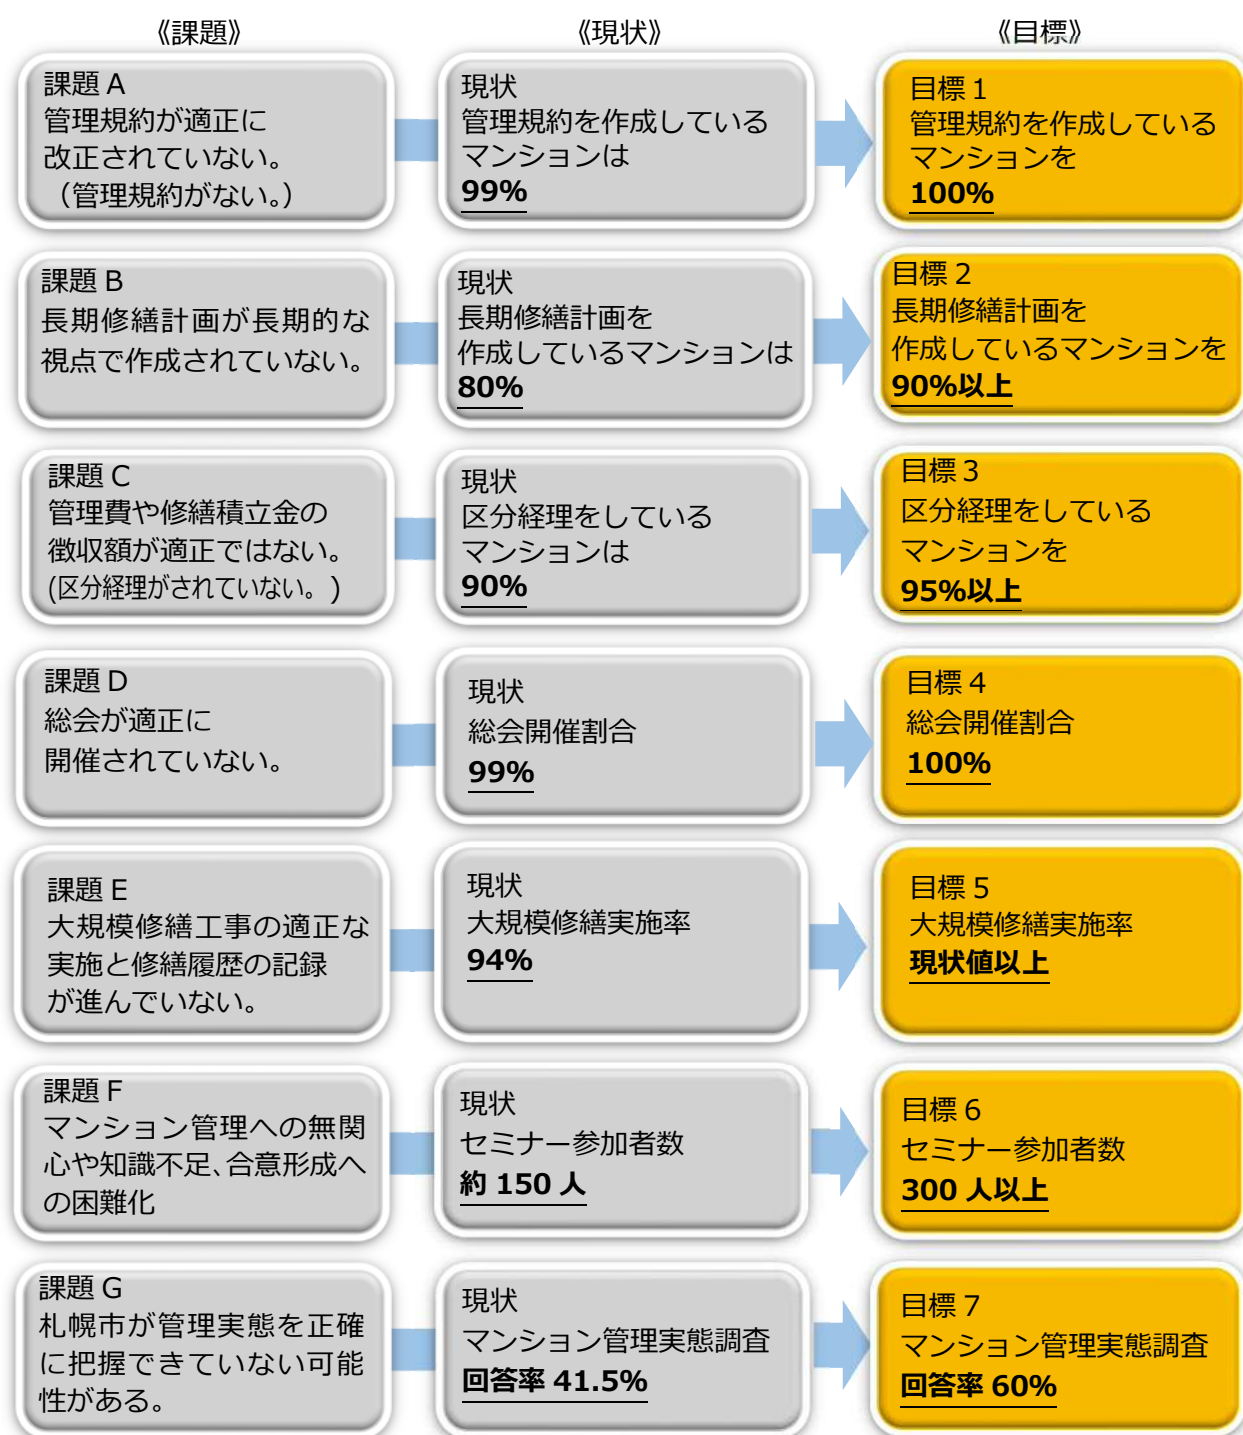 《課題》
《現状》
《目標》
課題 A
管理規約が適正に
改正されていない。
（管理規約がない。）
現状
管理規約を作成している
マンションは
99%
目標 1
管理規約を作成している
マンションを
100%
課題 B
長期修繕計画が長期的な
視点で作成されていない。
現状
長期修繕計画を
作成しているマンションは
80%
目標 2
長期修繕計画を
作成しているマンションを
90%以上
課題 C
管理費や修繕積立金の
徴収額が適正ではない。
(区分経理がされていない。)
現状
区分経理をしている
マンションは
90%
目標 3
区分経理をしている
マンションを
95%以上
課題 D
総会が適正に
開催されていない。
現状
総会開催割合
99%
目標 4
総会開催割合
100%
課題 E
大規模修繕工事の適正な
実施と修繕履歴の記録
が進んでいない。
現状
大規模修繕実施率
94%
目標 5
大規模修繕実施率
現状値以上
課題 F
マンション管理への無関
心や知識不足、合意形成へ
の困難化
現状
セミナー参加者数
約 150 人
目標 6
セミナー参加者数
300 人以上
課題 G
札幌市が管理実態を正確
に把握できていない可能
性がある。
現状
マンション管理実態調査
回答率 41.5%
目標 7
マンション管理実態調査
回答率 60%